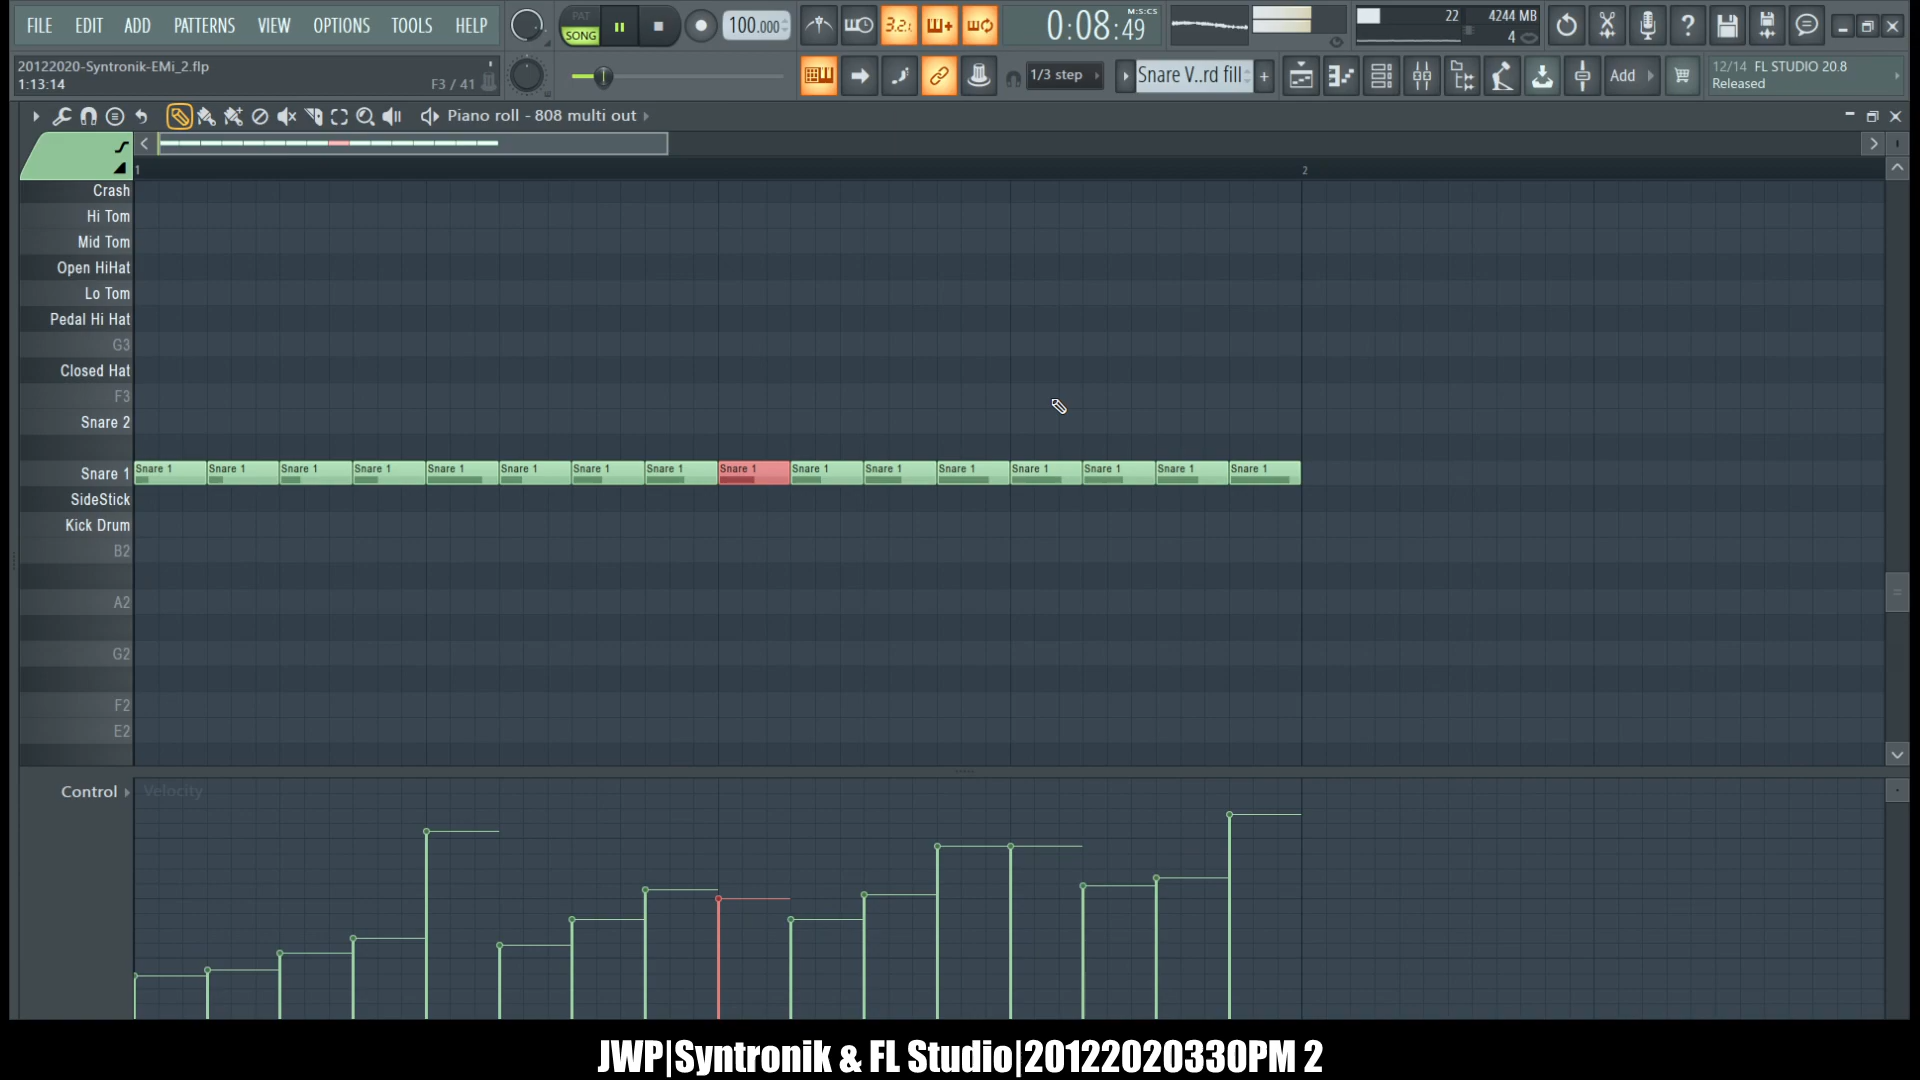 FILE EDIT ADD PATTERNS VIEW OPTIONS TOOLS HELP
PAT
SONG
100.000
3.2.
0:08:49
M:S:CS
22
4244 MB
4
20122020-Syntronik-EMi_2.flp
1:13:14
F3 / 41
1/3 step
Snare V..rd fill
Add
12/14 FL STUDIO 20.8
Released
Piano roll - 808 multi out
1
2
Crash
Hi Tom
Mid Tom
Open HiHat
Lo Tom
Pedal Hi Hat
G3
Closed Hat
F3
Snare 2
Snare 1 Snare 1 Snare 1 Snare 1 Snare 1 Snare 1 Snare 1 Snare 1 Snare 1 Snare 1 Snare 1 Snare 1 Snare 1 Snare 1 Snare 1 Snare 1 Snare 1
SideStick
Kick Drum
B2
A2
G2
F2
E2
Control
Velocity
JWP|Syntronik & FL Studio|20122020330PM 2